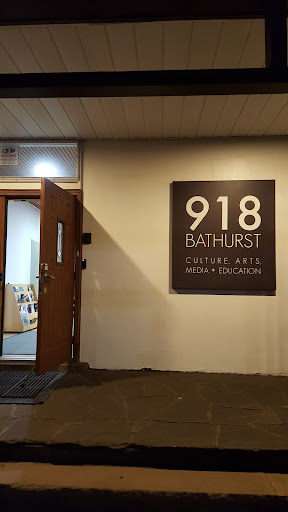 918
BATHURST
CULTURE, ARTS,
MEDIA + EDUCATION